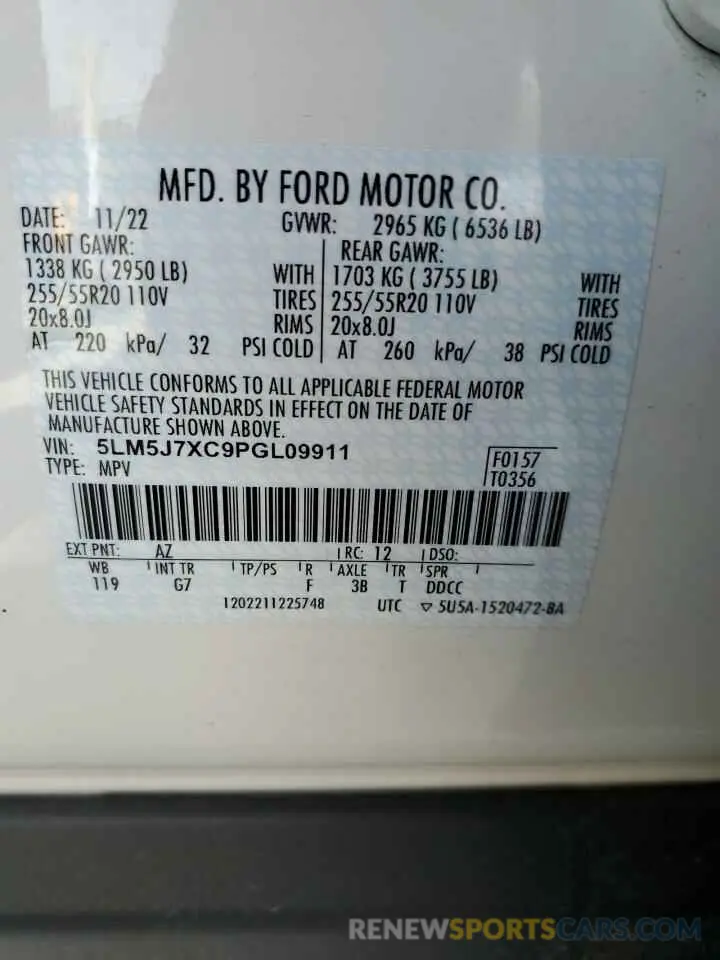 MFD. BY FORD MOTOR CO.
DATE: 11/22 GVWR: 2965 KG ( 6536 LB)
FRONT GAWR: REAR GAWR:
1338 KG ( 2950 LB) WITH 1703 KG ( 3755 LB) WITH
255/55R20 110V TIRES 255/55R20 110V TIRES
20x8.0J RIMS 20x8.0J RIMS
AT 220 kPa/ 32 PSI COLD AT 260 kPa/ 38 PSI COLD
THIS VEHICLE CONFORMS TO ALL APPLICABLE FEDERAL MOTOR
VEHICLE SAFETY STANDARDS IN EFFECT ON THE DATE OF
MANUFACTURE SHOWN ABOVE.
VIN: 5LM5J7XC9PGL09911 F0157
TYPE: MPV T0356
EXT PNT: AZ RC: 12 DSO:
WB INT TR TP/PS R AXLE TR SPR
119 G7 F 3B T DDCC
1202211225748 UTC ▽ 5U5A-1520472-BA
RENEWSPORTSCARS.COM